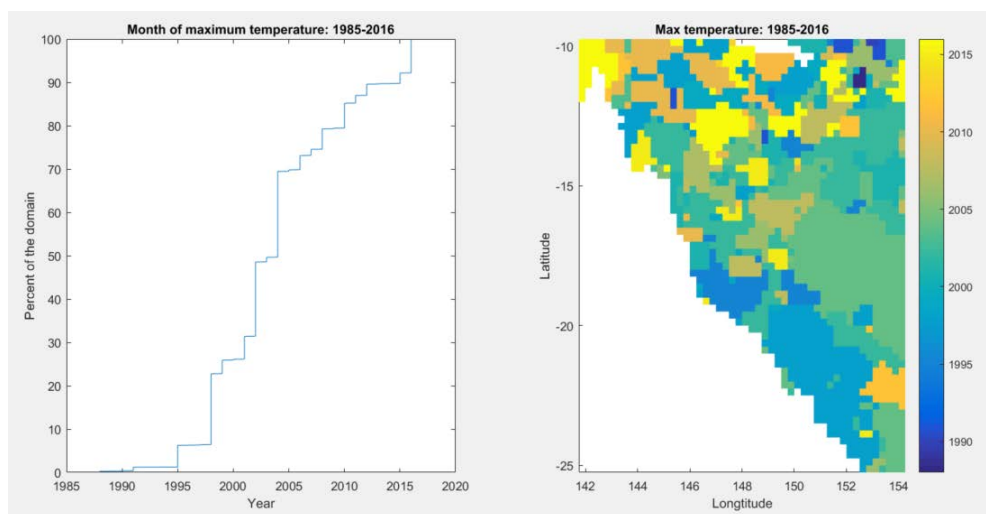 Month of maximum temperature: 1985-2016
100
90
80
70
60
50
40
30
20
10
0
Percent of the domain
1985 1990 1995 2000 2005 2010 2015 2020
Year
Max temperature: 1985-2016
-10
-15
-20
-25
Latitude
142 144 146 148 150 152 154
Longtitude
2015
2010
2005
2000
1995
1990